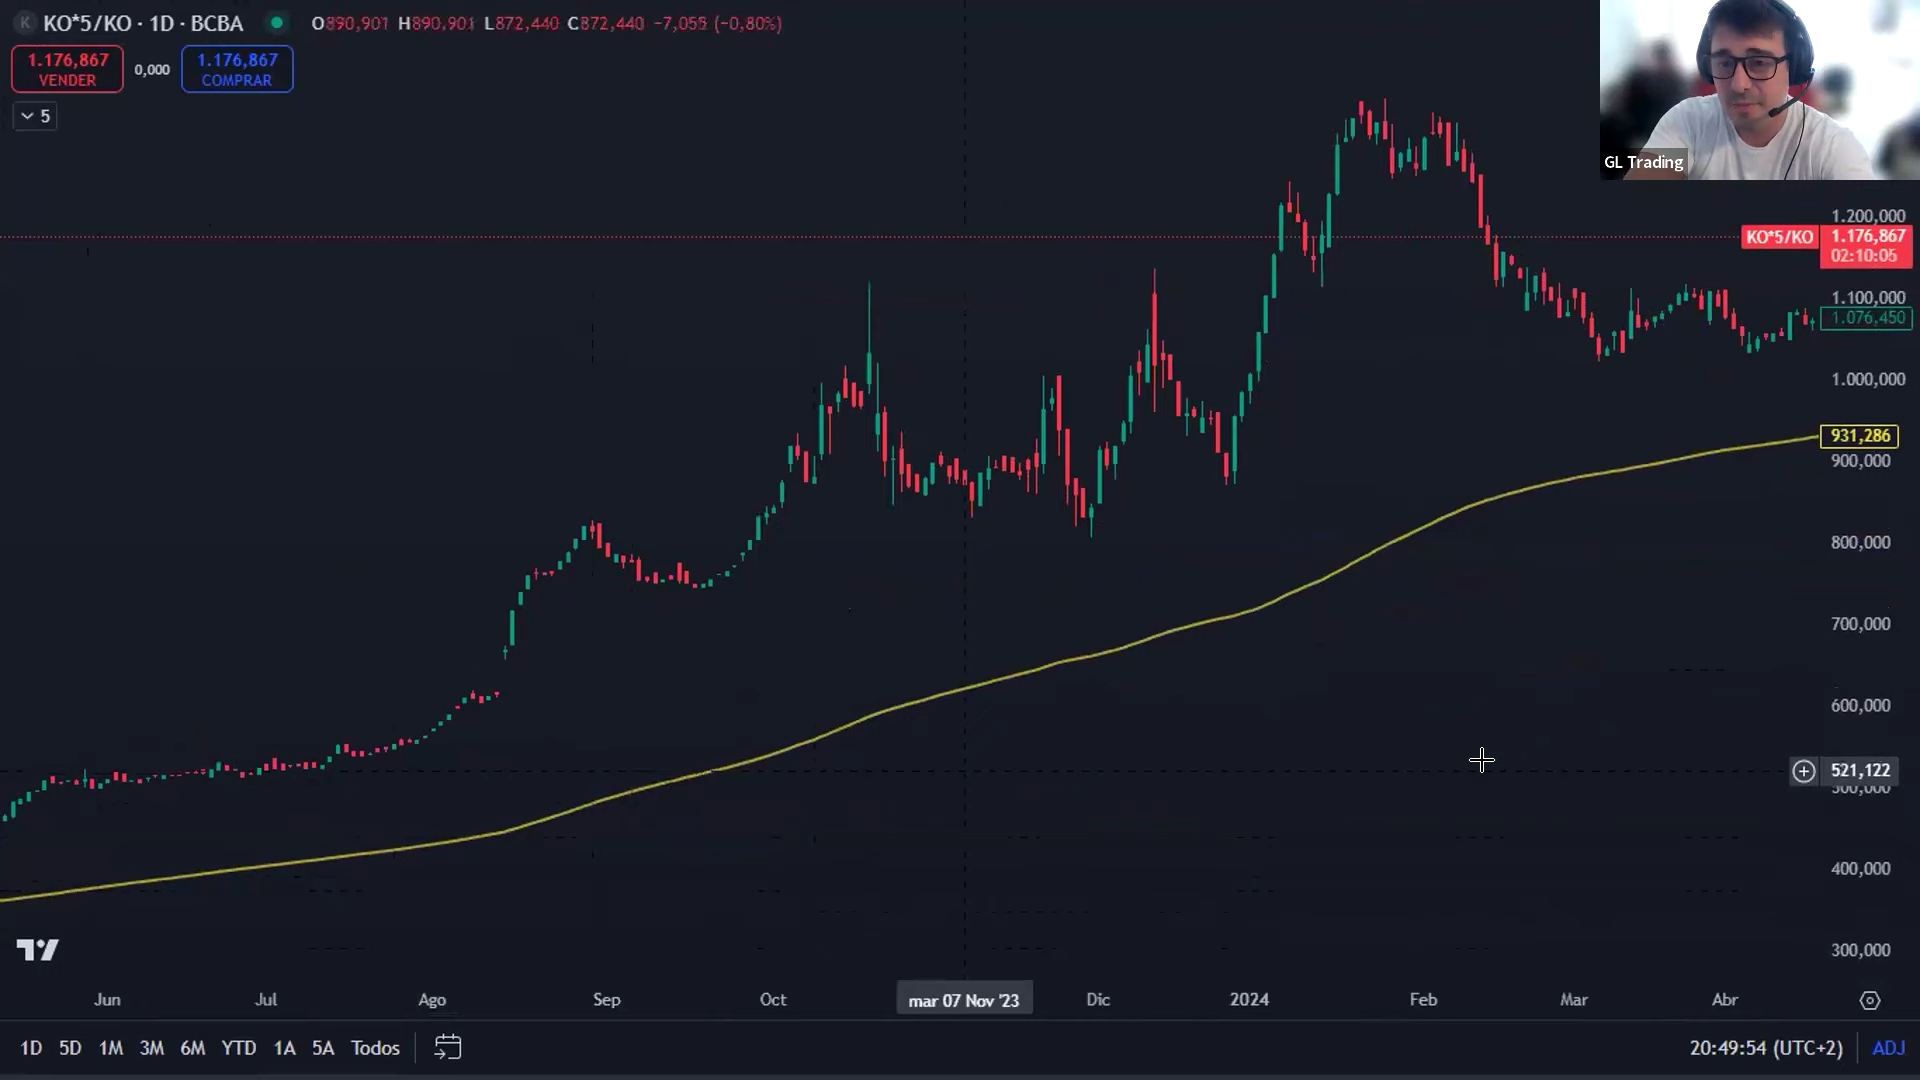 K KO*5/KO · 1D · BCBA O890,901 H890,901 L872,440 C872,440 −7,055 (−0,80%)
1.176,867 VENDER
0,000
1.176,867 COMPRAR
5
GL Trading
1.200,000
KO*5/KO 1.176,867
02:10:05
1.100,000
1.076,450
1.000,000
931,286
900,000
800,000
700,000
600,000
521,122
500,000
400,000
300,000
Jun Jul Ago Sep Oct mar 07 Nov '23 Dic 2024 Feb Mar Abr
1D 5D 1M 3M 6M YTD 1A 5A Todos 20:49:54 (UTC+2) ADJ